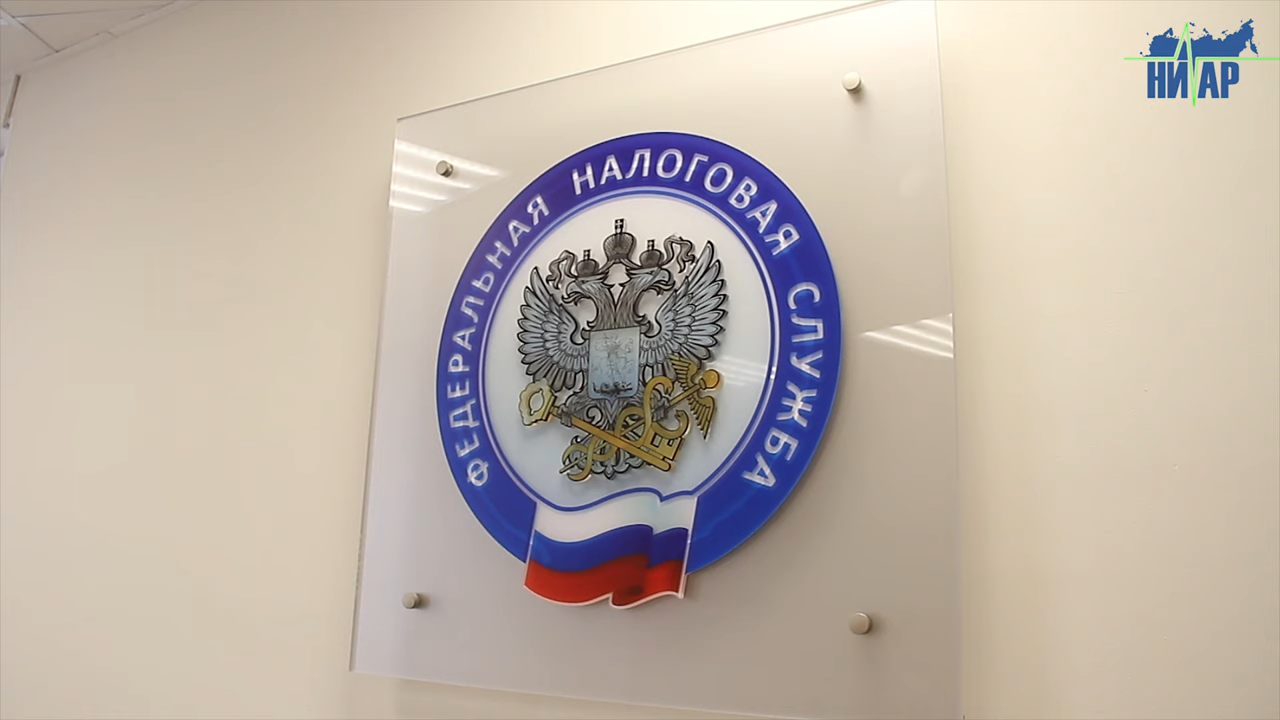 ФЕДЕРАЛЬНАЯ НАЛОГОВАЯ СЛУЖБА
НИАР